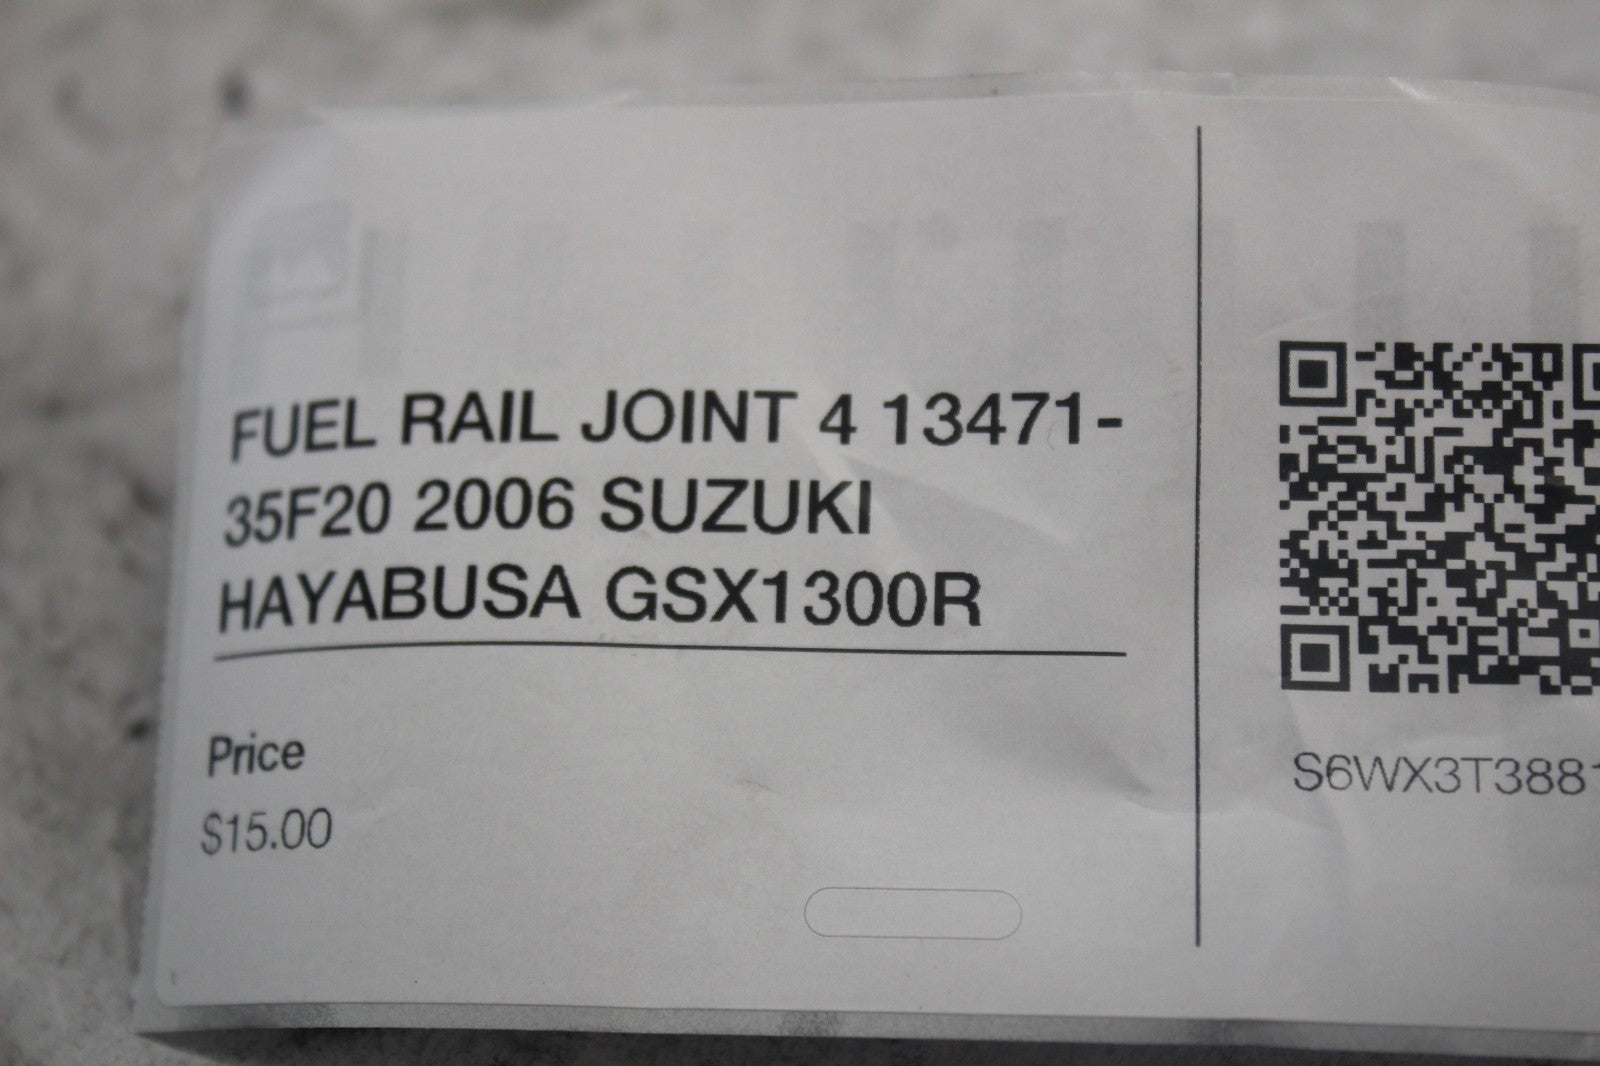 FUEL RAIL JOINT 4 13471-
35F20 2006 SUZUKI
HAYABUSA GSX1300R
Price
$15.00
S6WX3T388